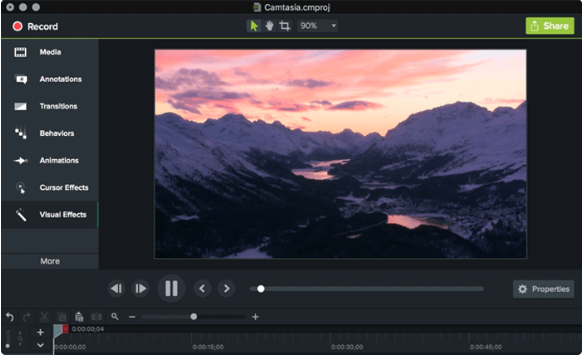 Camtasia.cmproj
Record
90%
Share
Media
Annotations
Transitions
Behaviors
Animations
Cursor Effects
Visual Effects
More
Properties
0:00:00;04
0:00:00;00
0:00:15;00
0:00:30;00
0:00:45;00